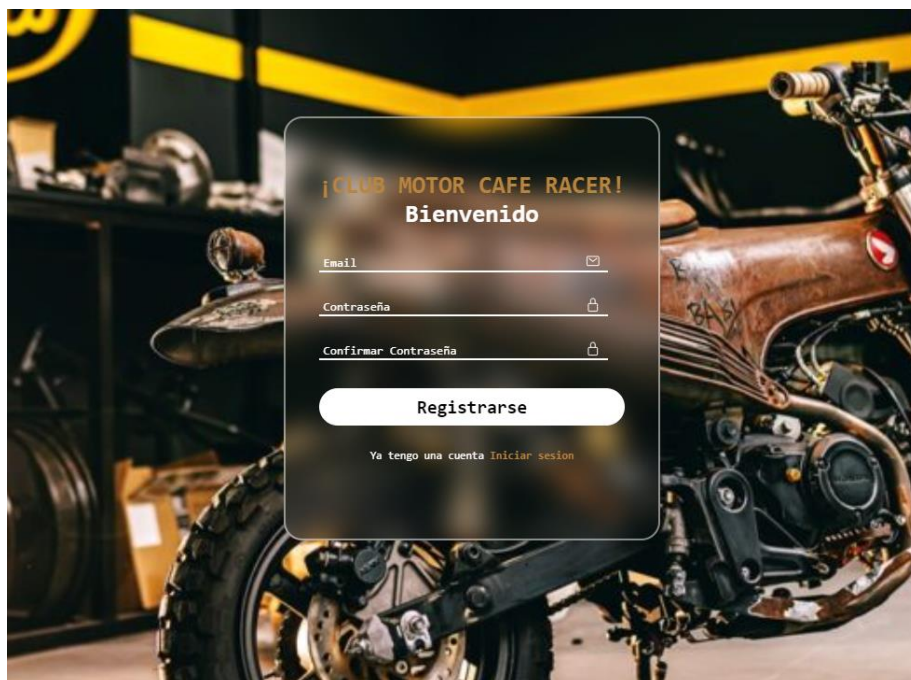 ¡CLUB MOTOR CAFE RACER!
Bienvenido
Email
Contraseña
Confirmar Contraseña
Registrarse
Ya tengo una cuenta Iniciar sesion